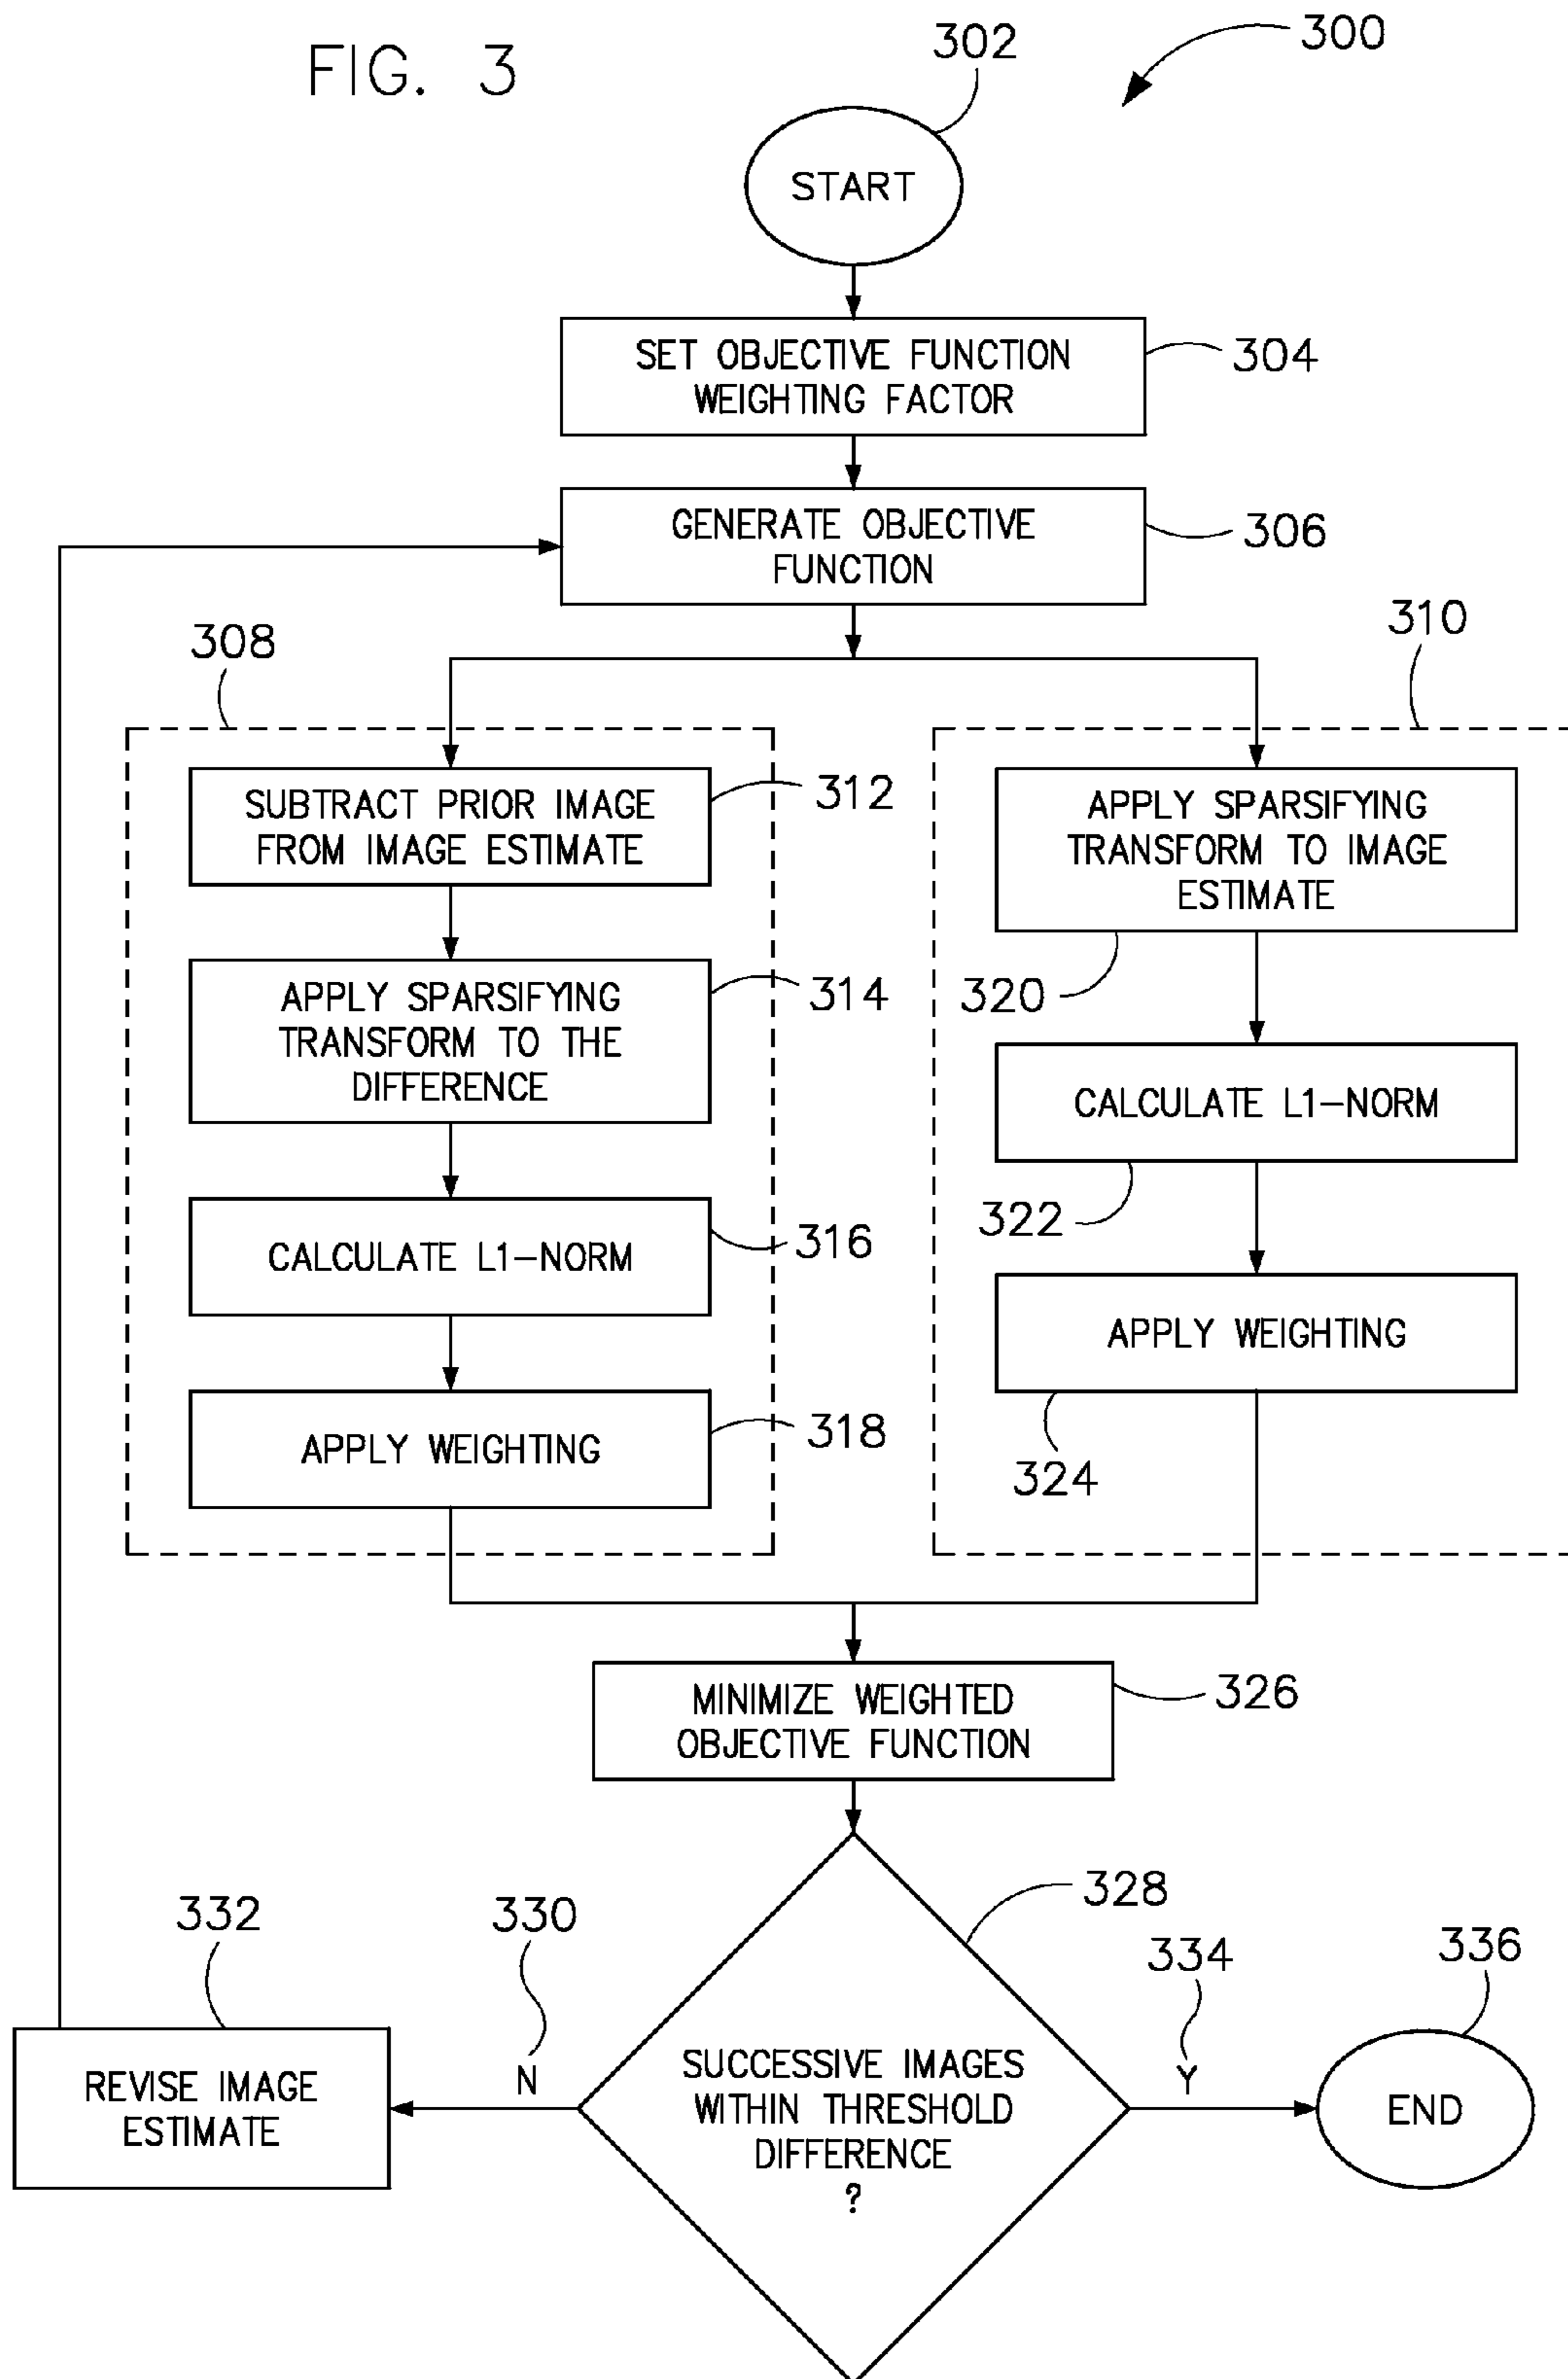 FIG. 3
302
300
START
SET OBJECTIVE FUNCTION
WEIGHTING FACTOR
304
GENERATE OBJECTIVE
FUNCTION
306
308
310
SUBTRACT PRIOR IMAGE
FROM IMAGE ESTIMATE
312
APPLY SPARSIFYING
TRANSFORM TO IMAGE
ESTIMATE
320
APPLY SPARSIFYING
TRANSFORM TO THE
DIFFERENCE
314
CALCULATE L1-NORM
322
CALCULATE L1-NORM
316
APPLY WEIGHTING
324
APPLY WEIGHTING
318
MINIMIZE WEIGHTED
OBJECTIVE FUNCTION
326
328
332
330
334
336
REVISE IMAGE
ESTIMATE
N
SUCCESSIVE IMAGES
WITHIN THRESHOLD
DIFFERENCE
?
Y
END